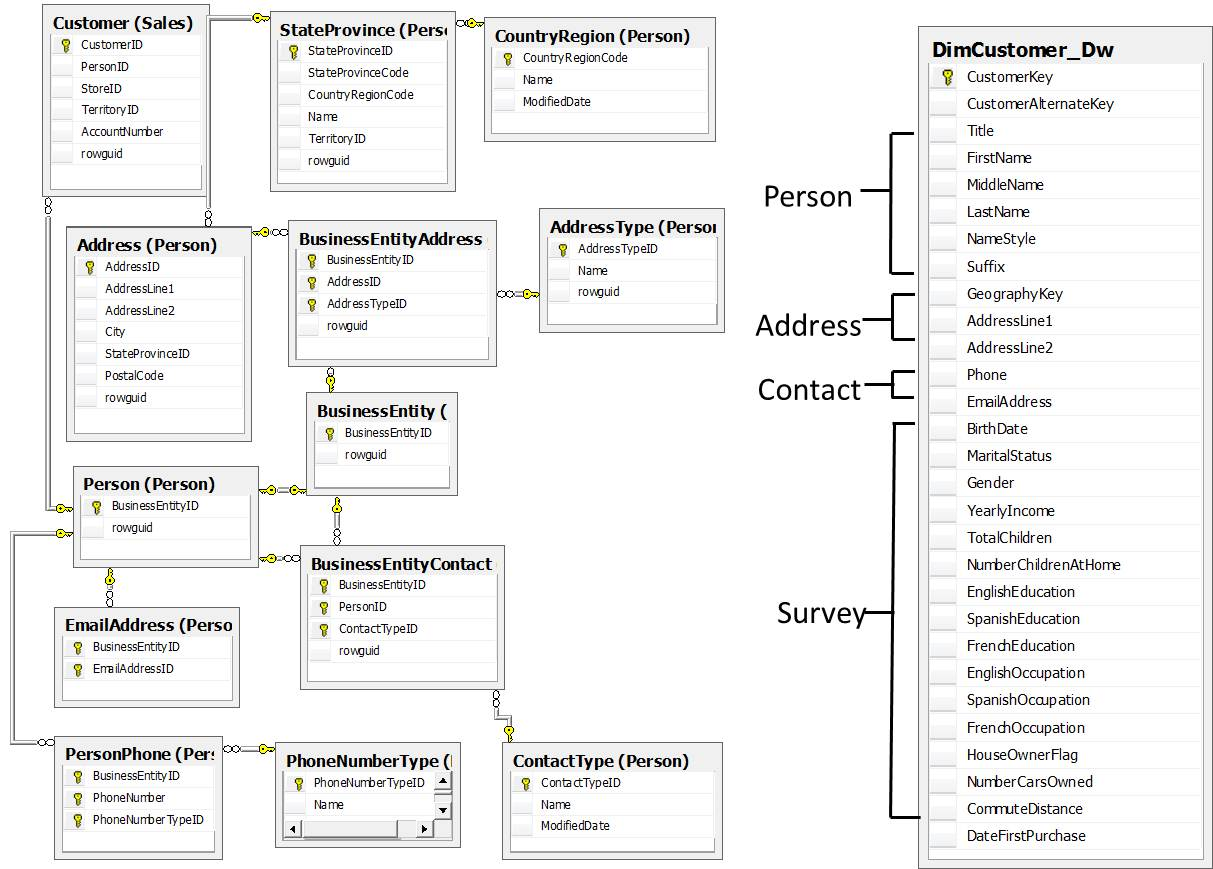 Customer (Sales)
CustomerID
PersonID
StoreID
TerritoryID
AccountNumber
rowguid
StateProvince (Pers
StateProvinceID
StateProvinceCode
CountryRegionCode
Name
TerritoryID
rowguid
CountryRegion (Person)
CountryRegionCode
Name
ModifiedDate
Address (Person)
AddressID
AddressLine1
AddressLine2
City
StateProvinceID
PostalCode
rowguid
BusinessEntityAddress
BusinessEntityID
AddressID
AddressTypeID
rowguid
AddressType (Person
AddressTypeID
Name
rowguid
BusinessEntity (
BusinessEntityID
rowguid
Person (Person)
BusinessEntityID
rowguid
BusinessEntityContact
BusinessEntityID
PersonID
ContactTypeID
rowguid
EmailAddress (Perso
BusinessEntityID
EmailAddressID
PersonPhone (Pers
BusinessEntityID
PhoneNumber
PhoneNumberTypeID
PhoneNumberType (
PhoneNumberTypeID
Name
ContactType (Person)
ContactTypeID
Name
ModifiedDate
Person
Address
Contact
Survey
DimCustomer_Dw
CustomerKey
CustomerAlternateKey
Title
FirstName
MiddleName
LastName
NameStyle
Suffix
GeographyKey
AddressLine1
AddressLine2
Phone
EmailAddress
BirthDate
MaritalStatus
Gender
YearlyIncome
TotalChildren
NumberChildrenAtHome
EnglishEducation
SpanishEducation
FrenchEducation
EnglishOccupation
SpanishOccupation
FrenchOccupation
HouseOwnerFlag
NumberCarsOwned
CommuteDistance
DateFirstPurchase